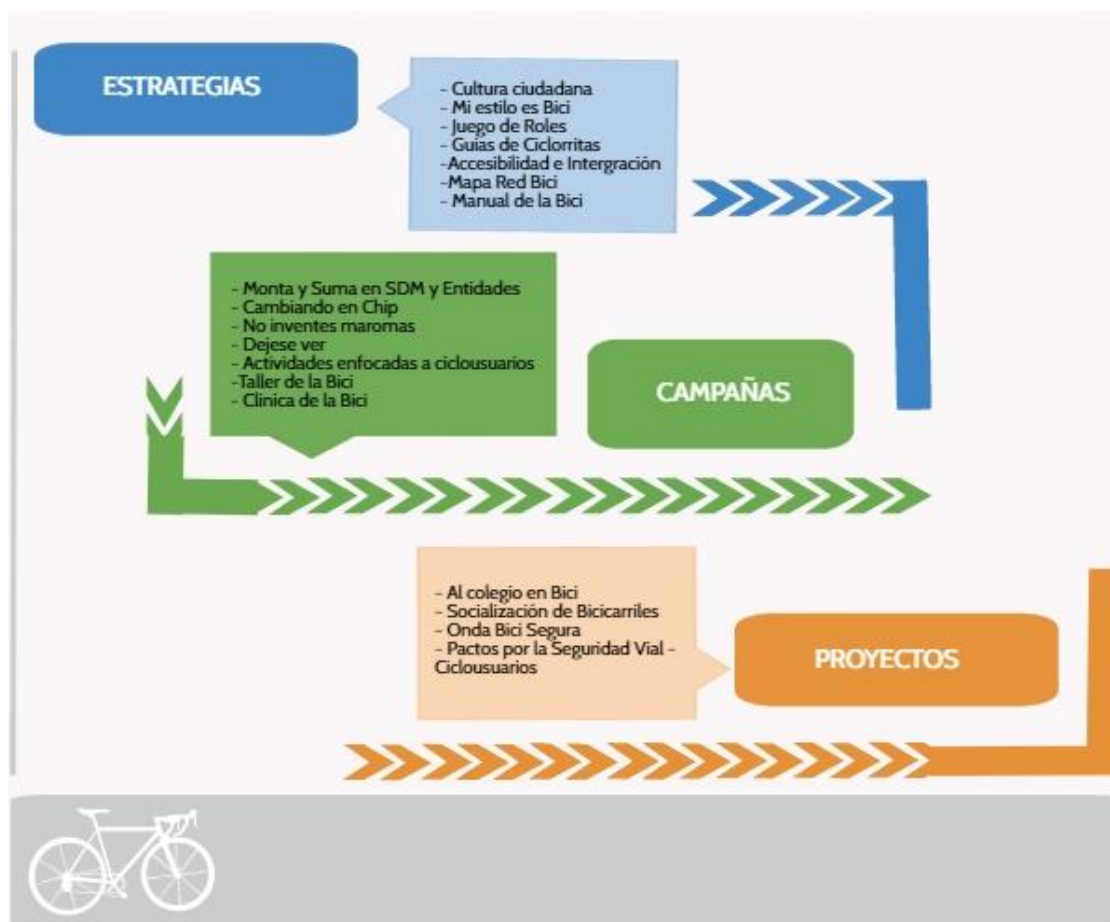 ESTRATEGIAS
- Cultura ciudadana
- Mi estilo es Bici
- Juego de Roles
- Guias de Ciclorritas
-Accesibilidad e Intergración
-Mapa Red Bici
- Manual de la Bici
- Monta y Suma en SDM y Entidades
- Cambiando en Chip
- No inventes maromas
- Dejese ver
- Actividades enfocadas a ciclousuarios
-Taller de la Bici
- Clinica de la Bici
CAMPAÑAS
- Al colegio en Bici
- Socialización de Bicicarriles
- Onda Bici Segura
- Pactos por la Seguridad Vial -
Ciclousuarios
PROYECTOS